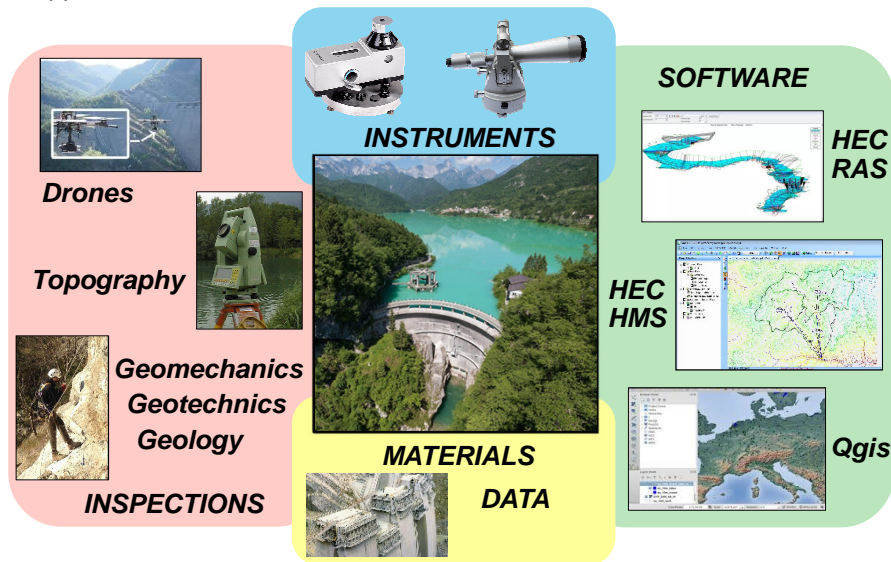 INSTRUMENTS
SOFTWARE
HEC
RAS
Drones
Topography
HEC
HMS
Geomechanics
Geotechnics
Geology
Qgis
MATERIALS
DATA
INSPECTIONS